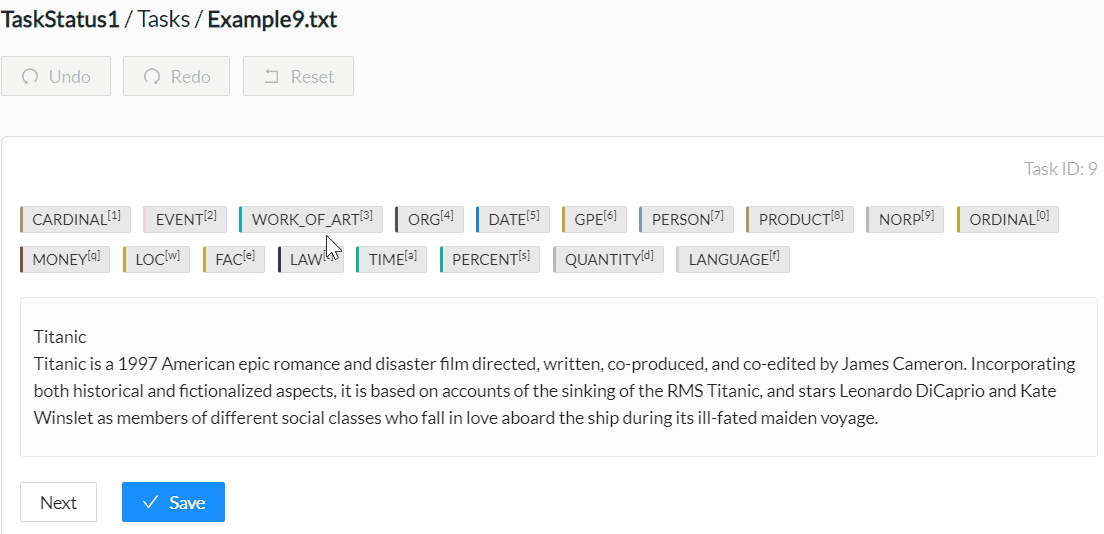 TaskStatus1 / Tasks / Example9.txt
Undo Redo Reset
Task ID: 9
CARDINAL[1] EVENT[2] WORK_OF_ART[3] ORG[4] DATE[5] GPE[6] PERSON[7] PRODUCT[8] NORP[9] ORDINAL[0]
MONEY[q] LOC[w] FAC[e] LAW TIME[a] PERCENT[s] QUANTITY[d] LANGUAGE[f]
Titanic
Titanic is a 1997 American epic romance and disaster film directed, written, co-produced, and co-edited by James Cameron. Incorporating
both historical and fictionalized aspects, it is based on accounts of the sinking of the RMS Titanic, and stars Leonardo DiCaprio and Kate
Winslet as members of different social classes who fall in love aboard the ship during its ill-fated maiden voyage.
Next Save